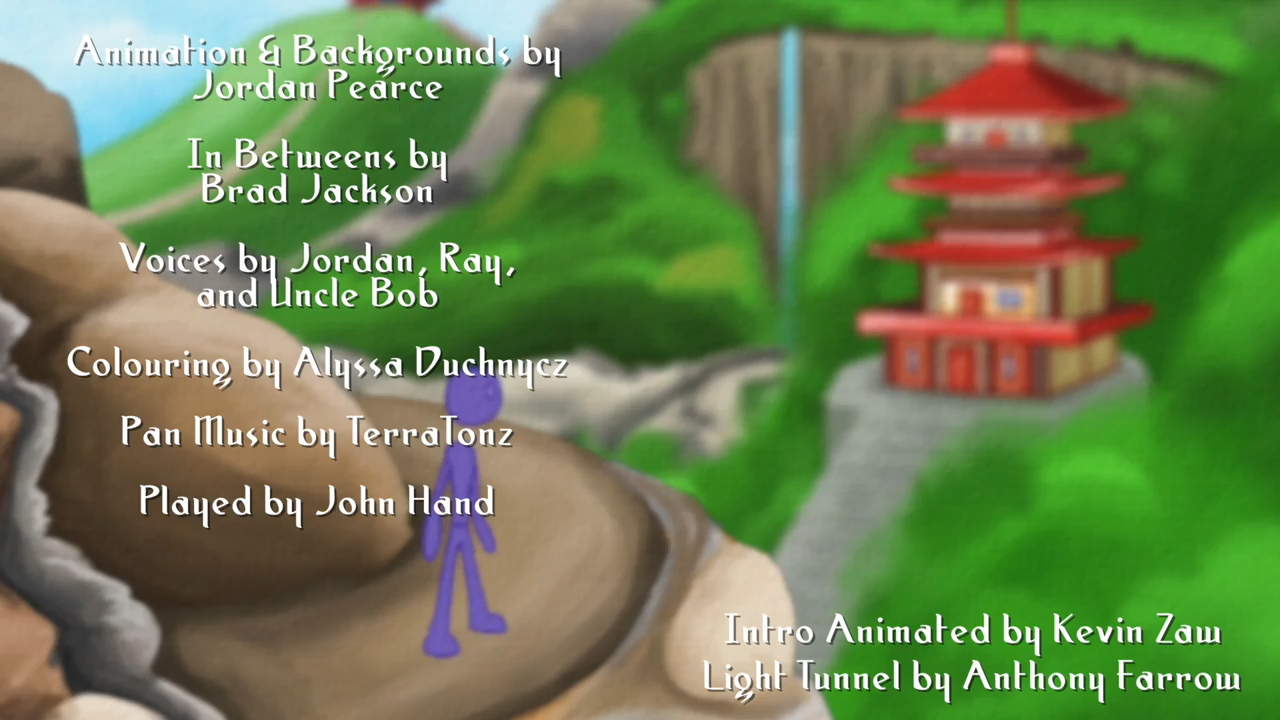 Animation & Backgrounds by
Jordan Pearce
In Betweens by
Brad Jackson
Voices by Jordan, Ray,
and Uncle Bob
Colouring by Alyssa Duchnycz
Pan Music by TerraTonz
Played by John Hand
Intro Animated by Kevin Zaw
Light Tunnel by Anthony Farrow